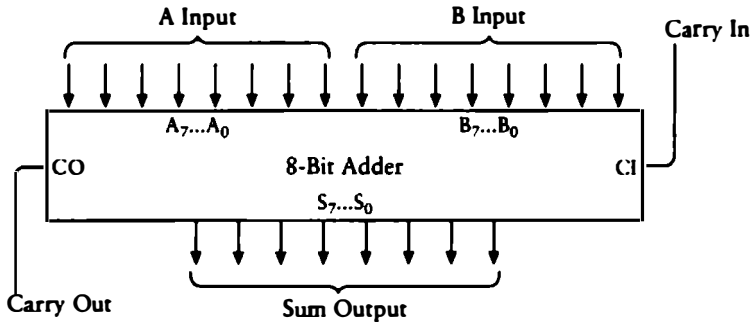 A Input
B Input
Carry In
A₇...A₀
B₇...B₀
CO
8-Bit Adder
CI
S₇...S₀
Carry Out
Sum Output